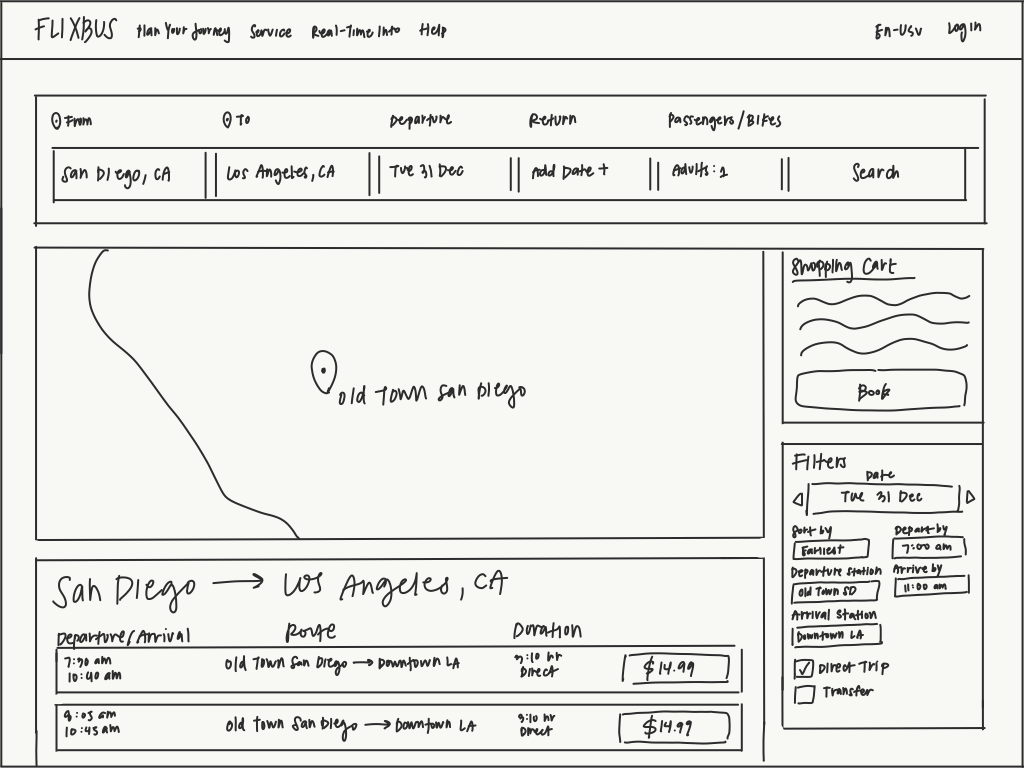 FLIXBUS Plan Your Journey Service Real-Time Info Help En-USV Login
From To Departure Return Passengers/Bikes
San Diego, CA Los Angeles, CA Tue 31 Dec Add Date + Adults: 1 Search
Old Town San Diego
Shopping Cart
Book
Filters
Date
Tue 31 Dec
Sort by Depart by
Earliest 7:00 am
Departure Station Arrive by
Old Town SD 11:00 am
Arrival Station
Downtown LA
Direct Trip
Transfer
San Diego → Los Angeles, CA
Departure/Arrival Route Duration
7:30 am Old Town San Diego → Downtown LA 3:10 hr $14.99
10:40 am Direct
Old Town San Diego → Downtown LA 3:10 hr $14.99
10:45 am Direct